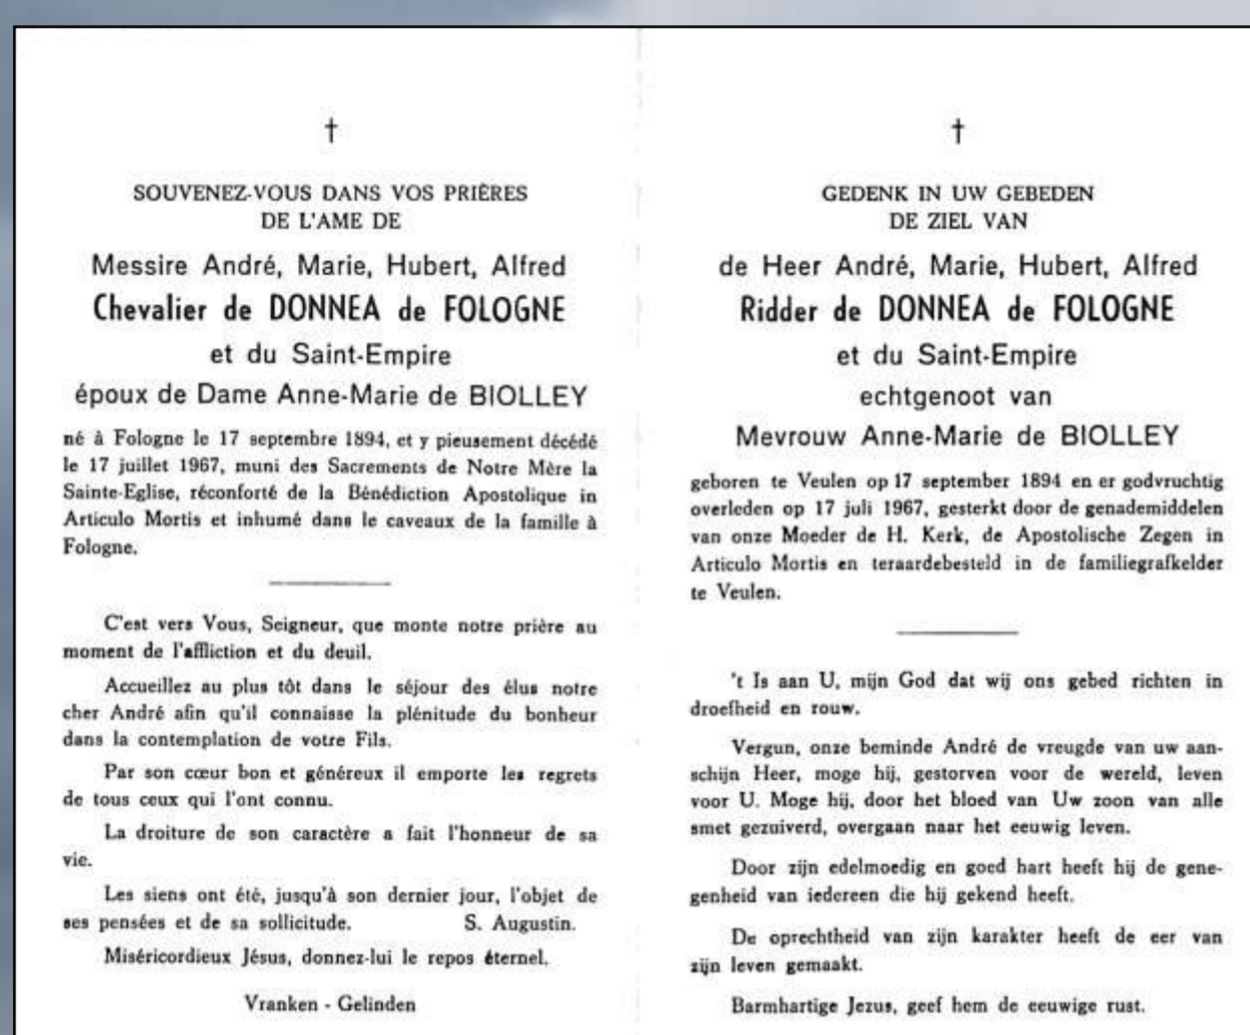 †
SOUVENEZ-VOUS DANS VOS PRIÈRES
DE L'AME DE
Messire André, Marie, Hubert, Alfred
Chevalier de DONNEA de FOLOGNE
et du Saint-Empire
époux de Dame Anne-Marie de BIOLLEY
né à Fologne le 17 septembre 1894, et y pieusement décédé
le 17 juillet 1967, muni des Sacrements de Notre Mère la
Sainte-Eglise, réconforté de la Bénédiction Apostolique in
Articulo Mortis et inhumé dans le caveaux de la famille à
Fologne.
C'est vers Vous, Seigneur, que monte notre prière au
moment de l'affliction et du deuil.
Accueillez au plus tôt dans le séjour des élus notre
cher André afin qu'il connaisse la plénitude du bonheur
dans la contemplation de votre Fils.
Par son cœur bon et généreux il emporte les regrets
de tous ceux qui l'ont connu.
La droiture de son caractère a fait l'honneur de sa
vie.
Les siens ont été, jusqu'à son dernier jour, l'objet de
ses pensées et de sa sollicitude. S. Augustin.
Miséricordieux Jésus, donnez-lui le repos éternel.
Vranken - Gelinden
†
GEDENK IN UW GEBEDEN
DE ZIEL VAN
de Heer André, Marie, Hubert, Alfred
Ridder de DONNEA de FOLOGNE
et du Saint-Empire
echtgenoot van
Mevrouw Anne-Marie de BIOLLEY
geboren te Veulen op 17 september 1894 en er godvruchtig
overleden op 17 juli 1967, gesterkt door de genademiddelen
van onze Moeder de H. Kerk, de Apostolische Zegen in
Articulo Mortis en teraardebesteld in de familiegrafkelder
te Veulen.
't Is aan U, mijn God dat wij ons gebed richten in
droefheid en rouw.
Vergun, onze beminde André de vreugde van uw aan-
schijn Heer, moge hij, gestorven voor de wereld, leven
voor U. Moge hij, door het bloed van Uw zoon van alle
smet gezuiverd, overgaan naar het eeuwig leven.
Door zijn edelmoedig en goed hart heeft hij de gene-
genheid van iedereen die hij gekend heeft.
De oprechtheid van zijn karakter heeft de eer van
zijn leven gemaakt.
Barmhartige Jezus, geef hem de eeuwige rust.